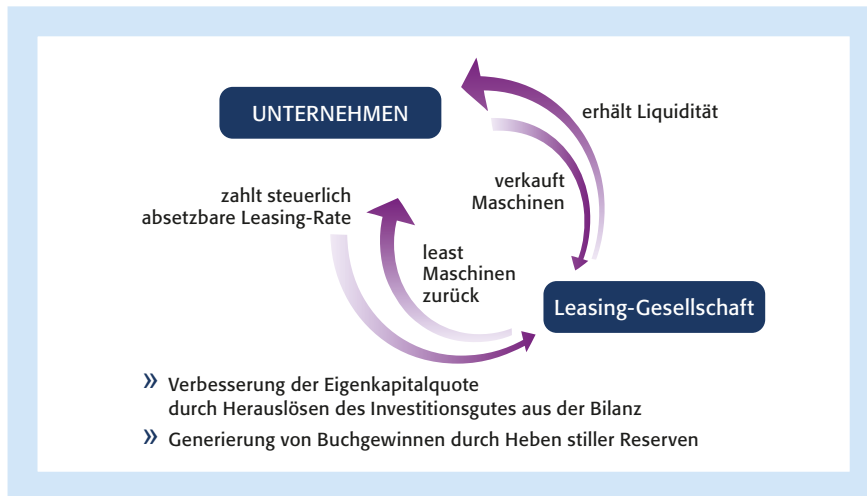 UNTERNEHMEN
erhält Liquidität
verkauft
Maschinen
zahlt steuerlich
absetzbare Leasing-Rate
least
Maschinen
zurück
Leasing-Gesellschaft
» Verbesserung der Eigenkapitalquote
durch Herauslösen des Investitionsgutes aus der Bilanz
» Generierung von Buchgewinnen durch Heben stiller Reserven